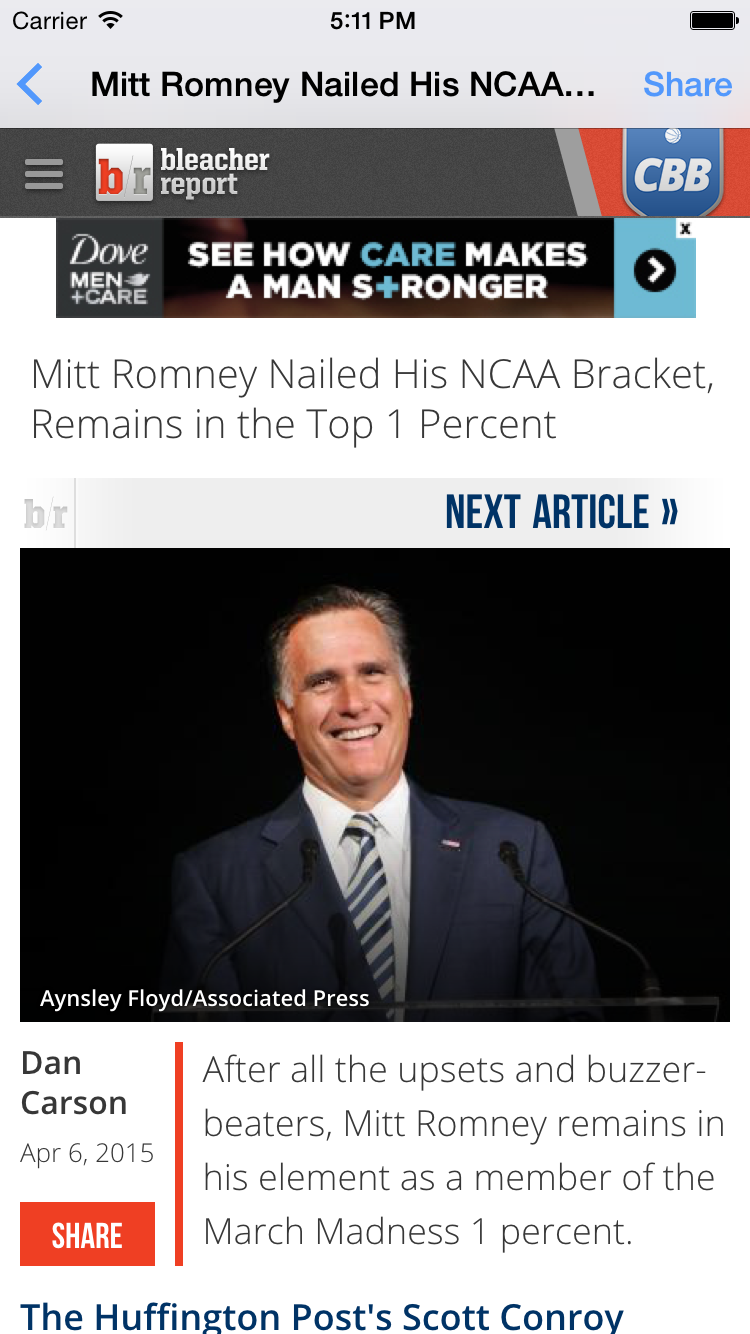 Carrier 5:11 PM
Mitt Romney Nailed His NCAA... Share
b/r bleacher
report
CBB
Dove
MEN
+CARE
SEE HOW CARE MAKES
A MAN S+RONGER
x
Mitt Romney Nailed His NCAA Bracket,
Remains in the Top 1 Percent
b/r NEXT ARTICLE »
Aynsley Floyd/Associated Press
Dan
Carson
Apr 6, 2015
SHARE
After all the upsets and buzzer-
beaters, Mitt Romney remains in
his element as a member of the
March Madness 1 percent.
The Huffington Post's Scott Conroy